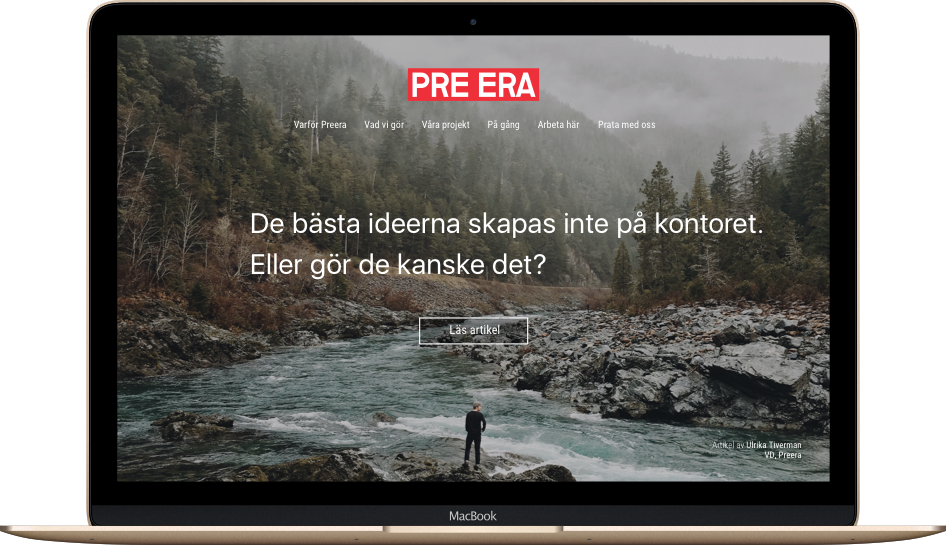 PRE ERA
Varför Preera Vad vi gör Våra projekt På gång Arbeta här Prata med oss
De bästa ideerna skapas inte på kontoret.
Eller gör de kanske det?
Läs artikel
Artikel av Ulrika Tiverman
VD, Preera
MacBook